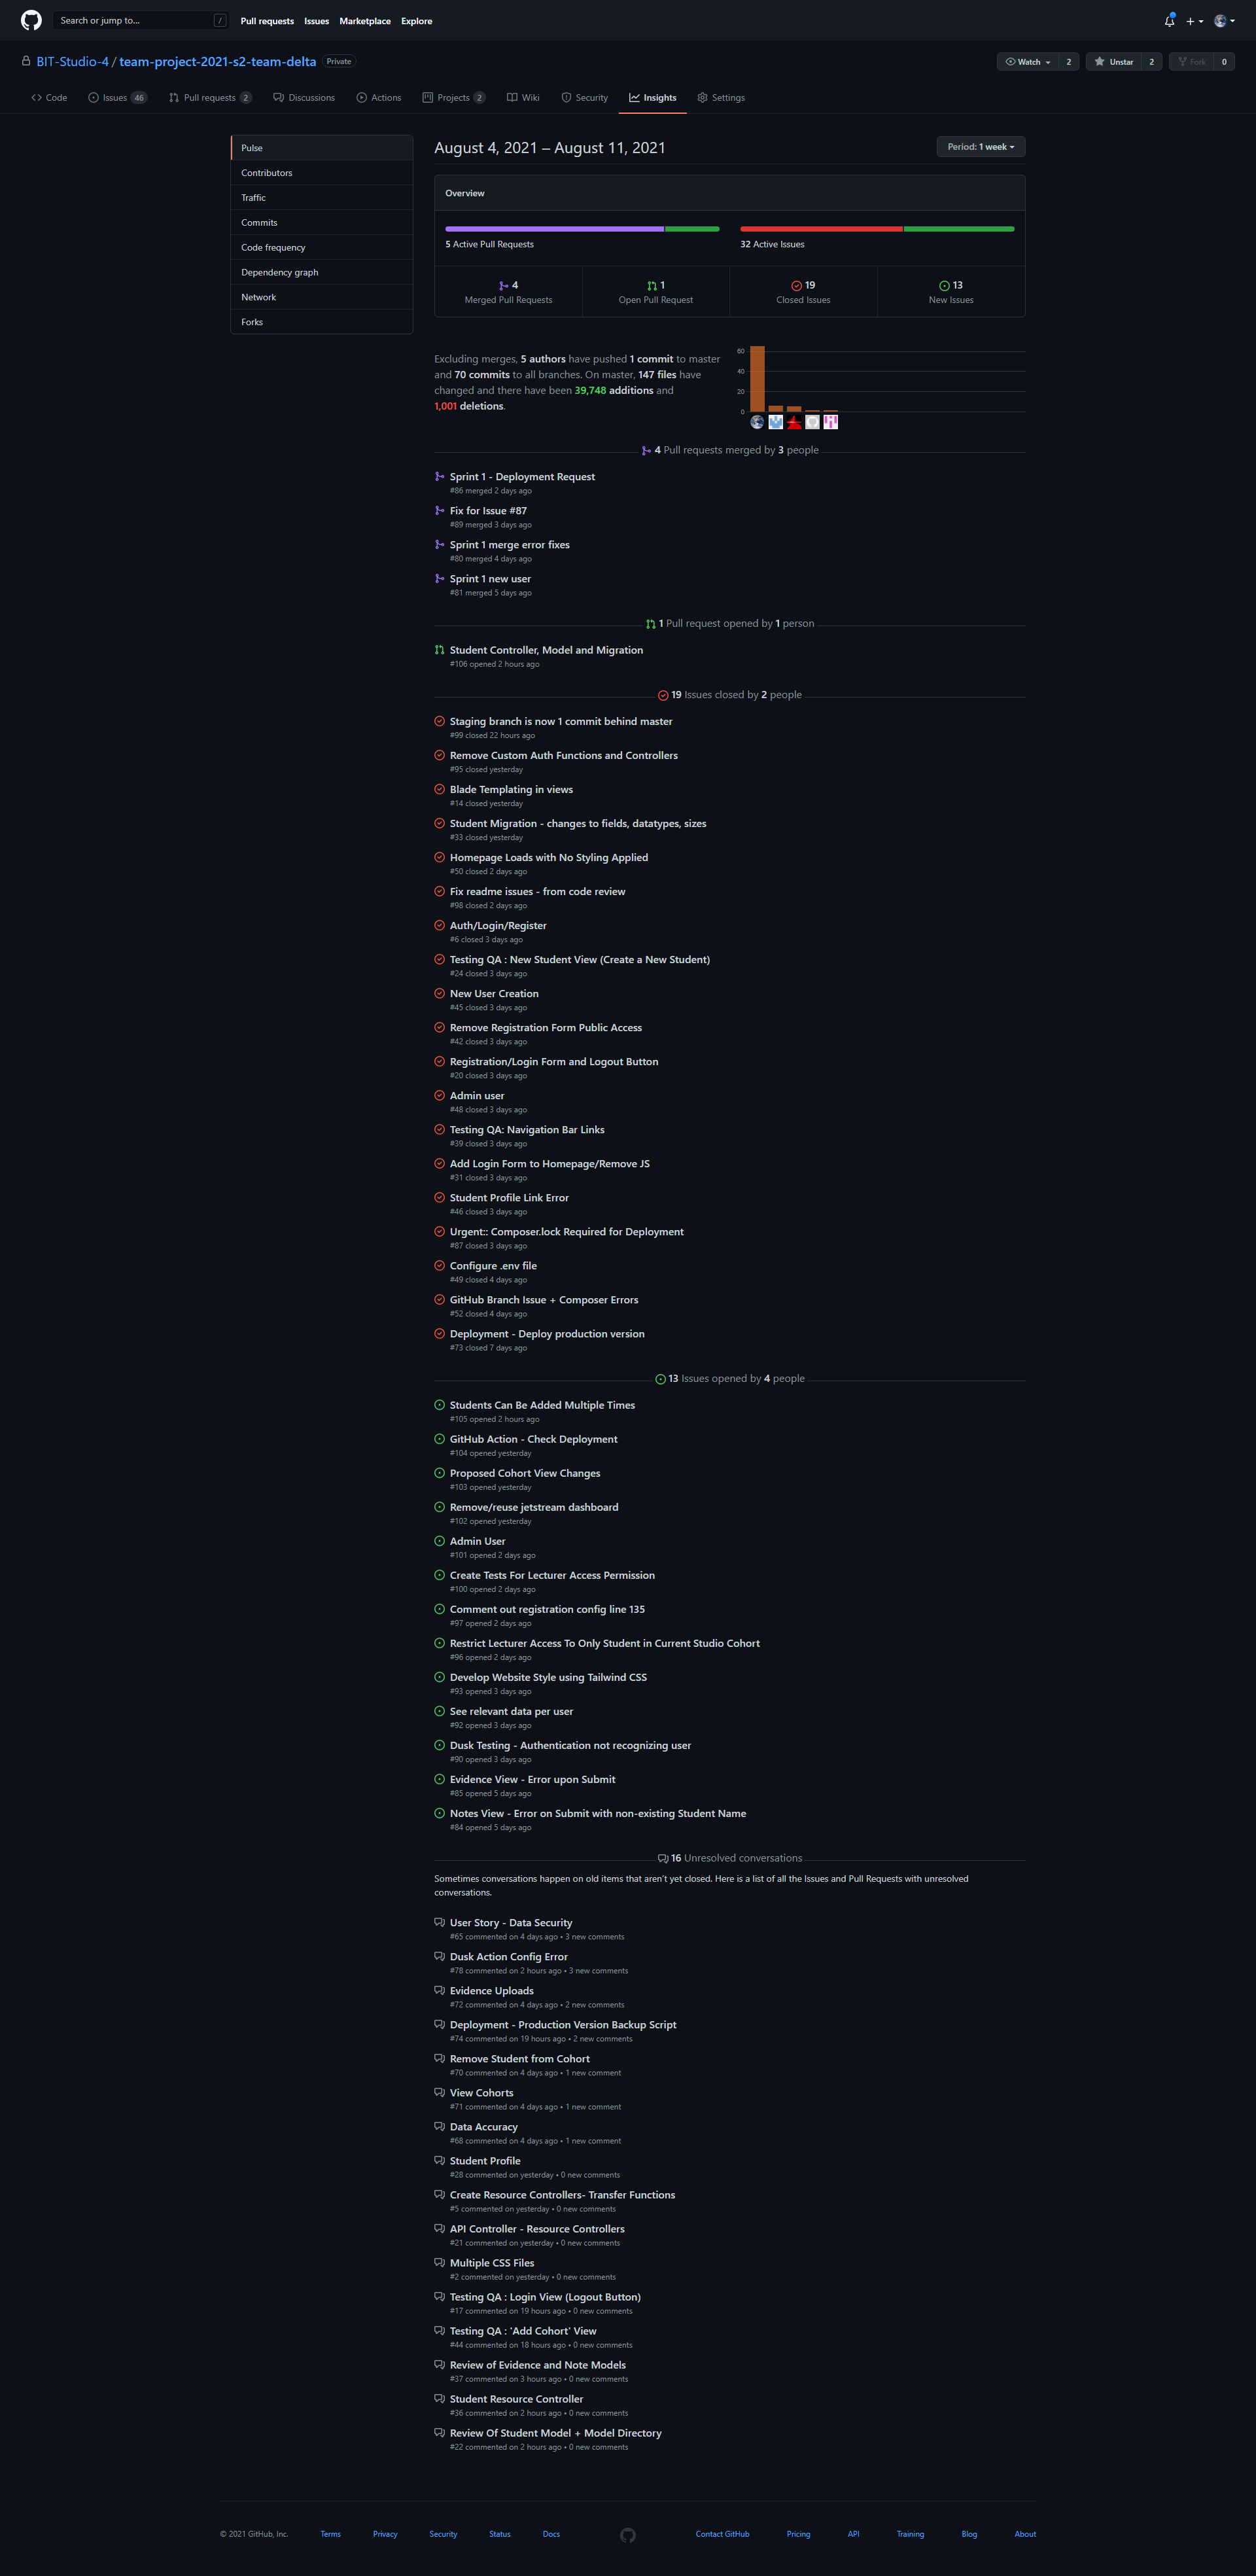 Search or jump to...
/
Pull requests Issues Marketplace Explore
BIT-Studio-4 / team-project-2021-s2-team-delta Private
Watch 2 Unstar 2 Fork 0
Code Issues 46 Pull requests 2 Discussions Actions Projects 2 Wiki Security Insights Settings
Pulse
Contributors
Traffic
Commits
Code frequency
Dependency graph
Network
Forks
August 4, 2021 – August 11, 2021
Period: 1 week
Overview
5 Active Pull Requests
32 Active Issues
4
Merged Pull Requests
1
Open Pull Request
19
Closed Issues
13
New Issues
Excluding merges, 5 authors have pushed 1 commit to master
and 70 commits to all branches. On master, 147 files have
changed and there have been 39,748 additions and
1,001 deletions.
60
40
20
0
4 Pull requests merged by 3 people
Sprint 1 - Deployment Request
#86 merged 2 days ago
Fix for Issue #87
#89 merged 3 days ago
Sprint 1 merge error fixes
#80 merged 4 days ago
Sprint 1 new user
#81 merged 5 days ago
1 Pull request opened by 1 person
Student Controller, Model and Migration
#106 opened 2 hours ago
19 Issues closed by 2 people
Staging branch is now 1 commit behind master
#99 closed 22 hours ago
Remove Custom Auth Functions and Controllers
#95 closed yesterday
Blade Templating in views
#14 closed yesterday
Student Migration - changes to fields, datatypes, sizes
#33 closed yesterday
Homepage Loads with No Styling Applied
#50 closed 2 days ago
Fix readme issues - from code review
#98 closed 2 days ago
Auth/Login/Register
#6 closed 3 days ago
Testing QA : New Student View (Create a New Student)
#24 closed 3 days ago
New User Creation
#45 closed 3 days ago
Remove Registration Form Public Access
#42 closed 3 days ago
Registration/Login Form and Logout Button
#20 closed 3 days ago
Admin user
#48 closed 3 days ago
Testing QA: Navigation Bar Links
#39 closed 3 days ago
Add Login Form to Homepage/Remove JS
#31 closed 3 days ago
Student Profile Link Error
#46 closed 3 days ago
Urgent:: Composer.lock Required for Deployment
#87 closed 3 days ago
Configure .env file
#49 closed 4 days ago
GitHub Branch Issue + Composer Errors
#52 closed 4 days ago
Deployment - Deploy production version
#73 closed 7 days ago
13 Issues opened by 4 people
Students Can Be Added Multiple Times
#105 opened 2 hours ago
GitHub Action - Check Deployment
#104 opened yesterday
Proposed Cohort View Changes
#103 opened yesterday
Remove/reuse jetstream dashboard
#102 opened yesterday
Admin User
#101 opened 2 days ago
Create Tests For Lecturer Access Permission
#100 opened 2 days ago
Comment out registration config line 135
#97 opened 2 days ago
Restrict Lecturer Access To Only Student in Current Studio Cohort
#96 opened 2 days ago
Develop Website Style using Tailwind CSS
#93 opened 3 days ago
See relevant data per user
#92 opened 3 days ago
Dusk Testing - Authentication not recognizing user
#90 opened 3 days ago
Evidence View - Error upon Submit
#85 opened 5 days ago
Notes View - Error on Submit with non-existing Student Name
#84 opened 5 days ago
16 Unresolved conversations
Sometimes conversations happen on old items that aren't yet closed. Here is a list of all the Issues and Pull Requests with unresolved
conversations.
User Story - Data Security
#65 commented on 4 days ago • 3 new comments
Dusk Action Config Error
#78 commented on 2 hours ago • 3 new comments
Evidence Uploads
#72 commented on 4 days ago • 2 new comments
Deployment - Production Version Backup Script
#74 commented on 19 hours ago • 2 new comments
Remove Student from Cohort
#70 commented on 4 days ago • 1 new comment
View Cohorts
#71 commented on 4 days ago • 1 new comment
Data Accuracy
#68 commented on 4 days ago • 1 new comment
Student Profile
#28 commented on yesterday • 0 new comments
Create Resource Controllers- Transfer Functions
#5 commented on yesterday • 0 new comments
API Controller - Resource Controllers
#21 commented on yesterday • 0 new comments
Multiple CSS Files
#2 commented on yesterday • 0 new comments
Testing QA : Login View (Logout Button)
#17 commented on 19 hours ago • 0 new comments
Testing QA : 'Add Cohort' View
#44 commented on 18 hours ago • 0 new comments
Review of Evidence and Note Models
#37 commented on 3 hours ago • 0 new comments
Student Resource Controller
#36 commented on 2 hours ago • 0 new comments
Review Of Student Model + Model Directory
#22 commented on 2 hours ago • 0 new comments
© 2021 GitHub, Inc. Terms Privacy Security Status Docs Contact GitHub Pricing API Training Blog About